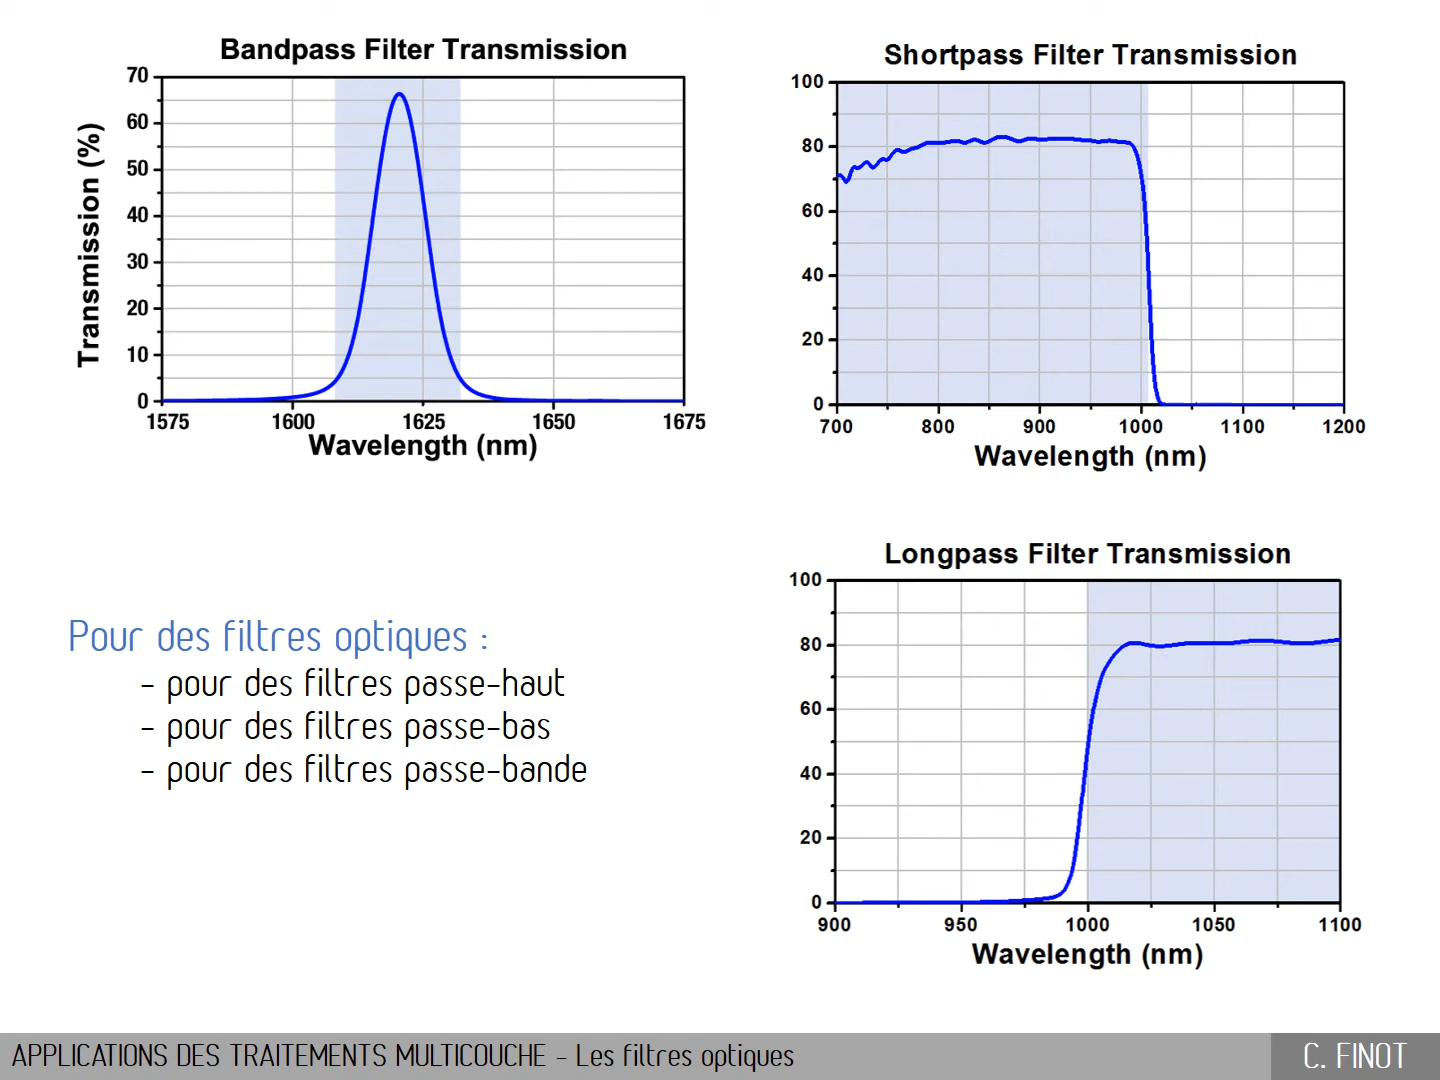 Bandpass Filter Transmission
70
60
50
40
30
20
10
0
Transmission (%)
1575 1600 1625 1650 1675
Wavelength (nm)
Shortpass Filter Transmission
100
80
60
40
20
0
700 800 900 1000 1100 1200
Wavelength (nm)
Pour des filtres optiques :
- pour des filtres passe-haut
- pour des filtres passe-bas
- pour des filtres passe-bande
Longpass Filter Transmission
100
80
60
40
20
0
900 950 1000 1050 1100
Wavelength (nm)
APPLICATIONS DES TRAITEMENTS MULTICOUCHE - Les filtres optiques
C. FINOT